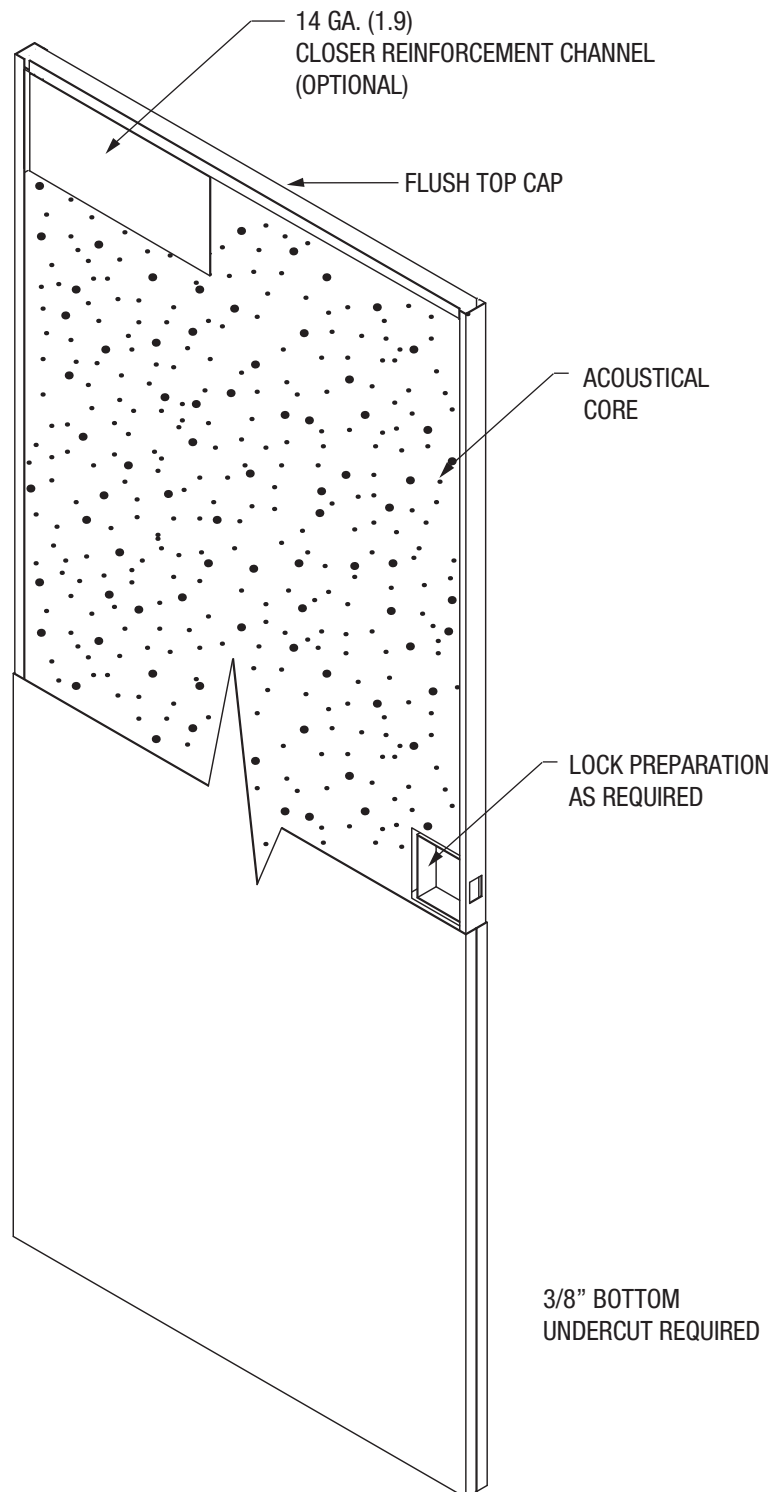 14 GA. (1.9)
CLOSER REINFORCEMENT CHANNEL
(OPTIONAL)
FLUSH TOP CAP
ACOUSTICAL
CORE
LOCK PREPARATION
AS REQUIRED
3/8” BOTTOM
UNDERCUT REQUIRED